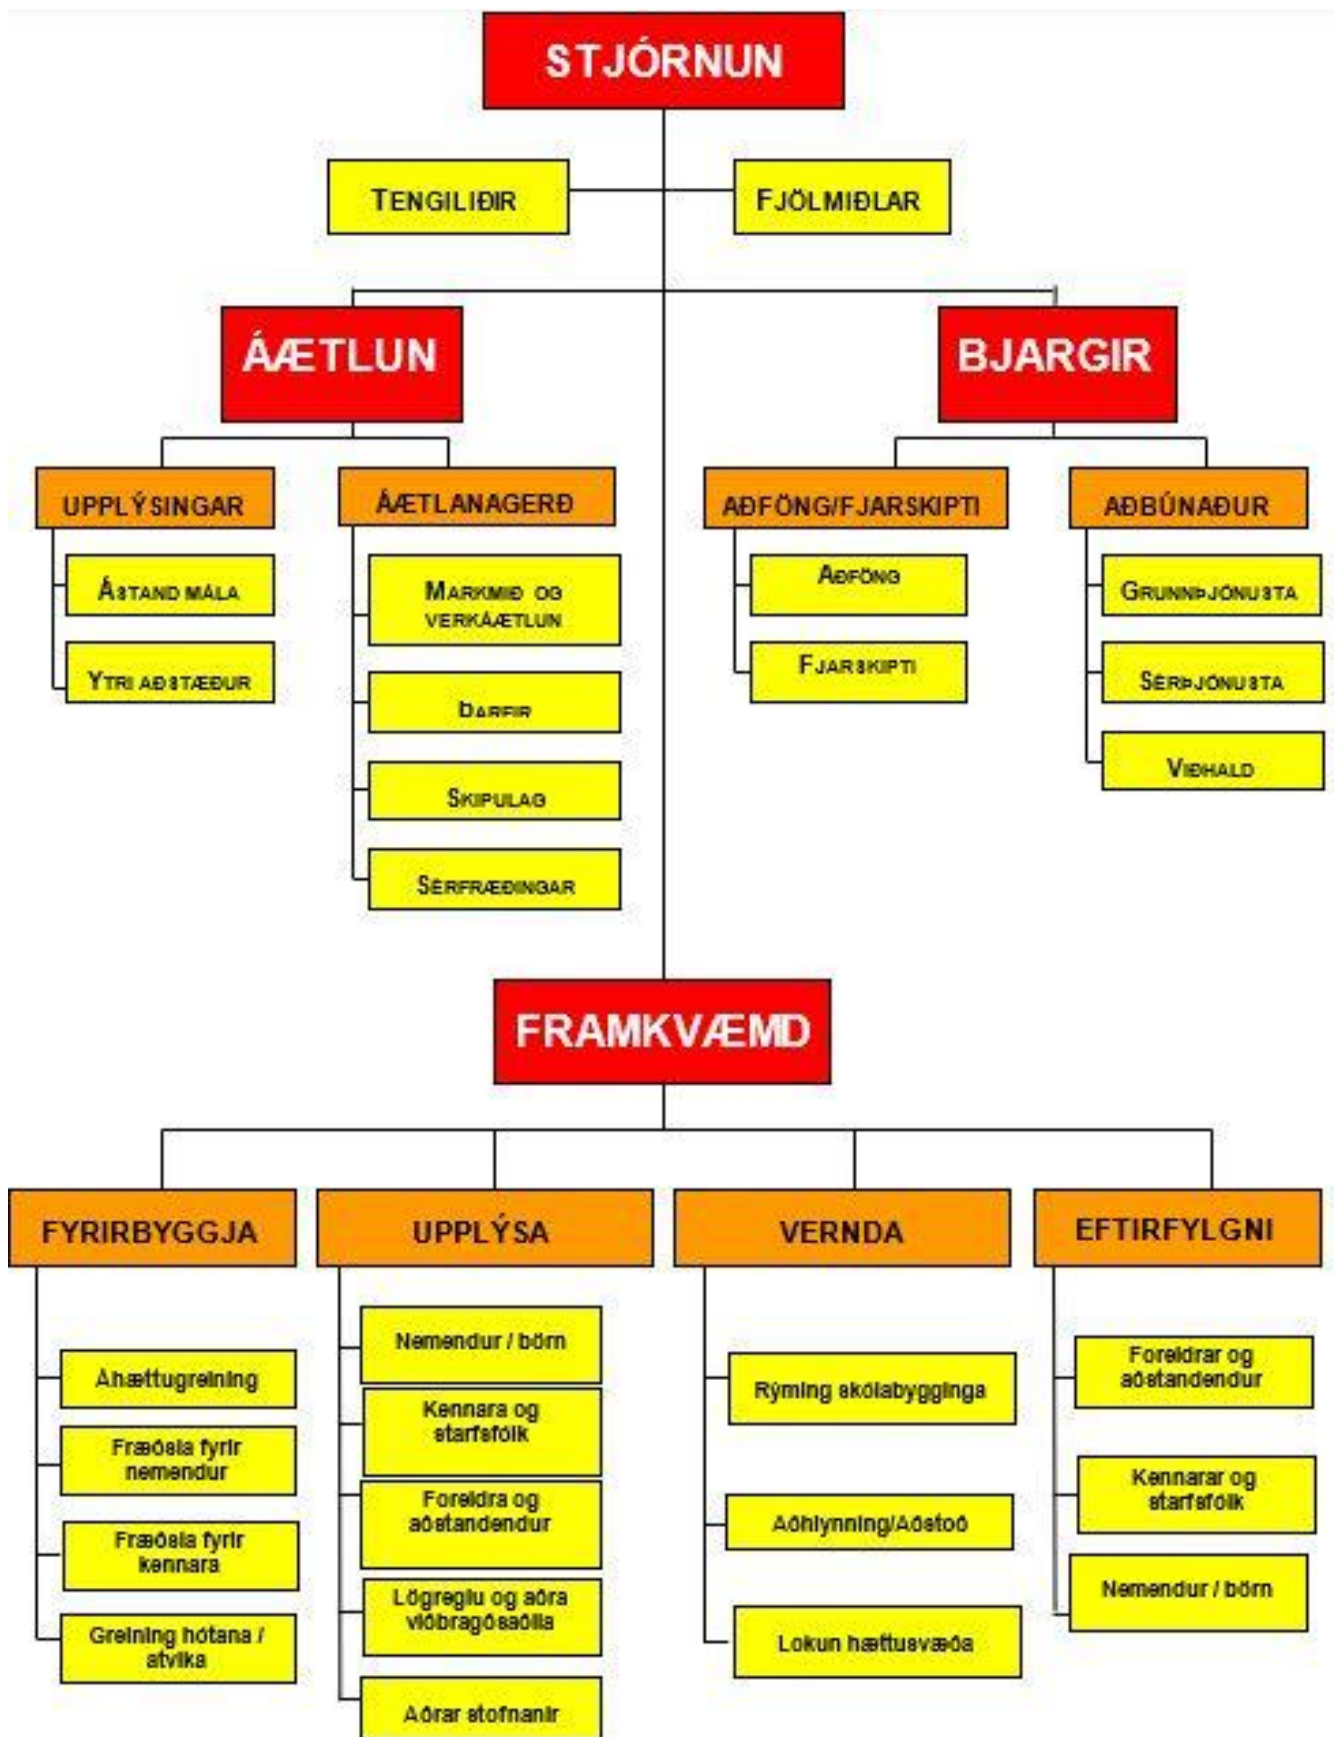 STJÓRNUN
TENGILIÐIR
FJÖLMIÐLAR
ÁÆTLUN
BJARGIR
UPPLÝSINGAR
ÁÆTLANAGERÐ
AÐFÖNG/FJARSKIPTI
AÐBÚNAÐUR
ÁSTAND MÁLA
YTRI AÐSTÆÐUR
MARKMIÐ OG
VERKÁÆTLUN
ÞARFIR
SKIPULAG
SÉRFRÆÐINGAR
AÐFÖNG
FJARSKIPTI
GRUNNÞJÓNUSTA
SÉRÞJÓNUSTA
VIÐHALD
FRAMKVÆMD
FYRIRBYGGJA
UPPLÝSA
VERNDA
EFTIRFYLGNI
Áhættugreining
Fræðsla fyrir
nemendur
Fræðsla fyrir
kennara
Greining hótana /
atvika
Nemendur / börn
Kennara og
starfsfólk
Foreldra og
aðstandendur
Lögreglu og aðra
viðbragðsaðila
Aðrar stofnanir
Rýming skólabygginga
Aðhlynning/Aðstoð
Lokun hættusvæða
Foreldrar og
aðstandendur
Kennarar og
starfsfólk
Nemendur / börn